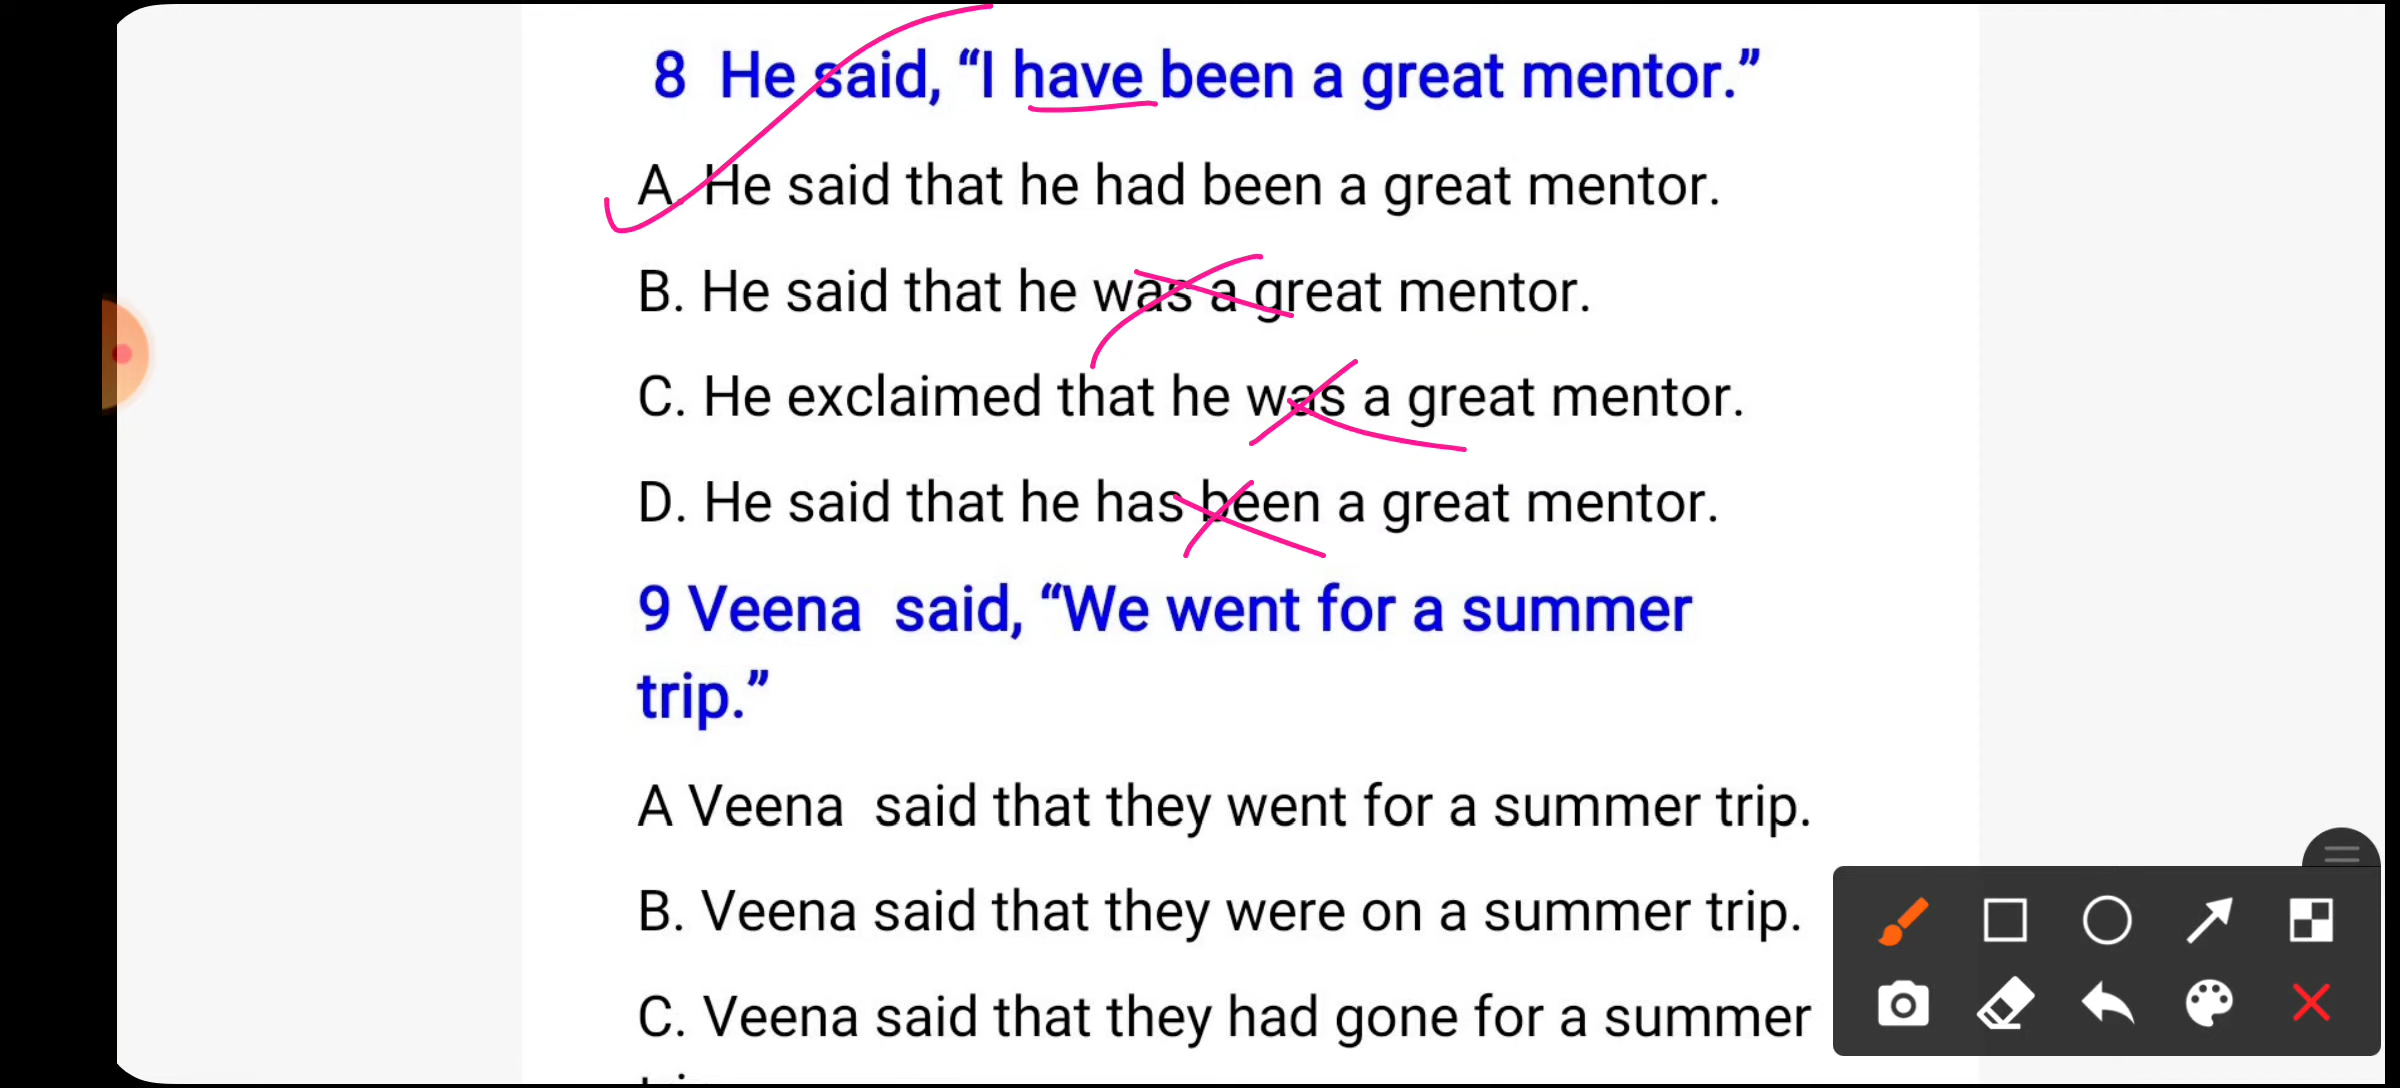 8 He said, “I have been a great mentor.”
A. He said that he had been a great mentor.
B. He said that he was a great mentor.
C. He exclaimed that he was a great mentor.
D. He said that he has been a great mentor.
9 Veena said, “We went for a summer
trip.”
A Veena said that they went for a summer trip.
B. Veena said that they were on a summer trip.
C. Veena said that they had gone for a summer